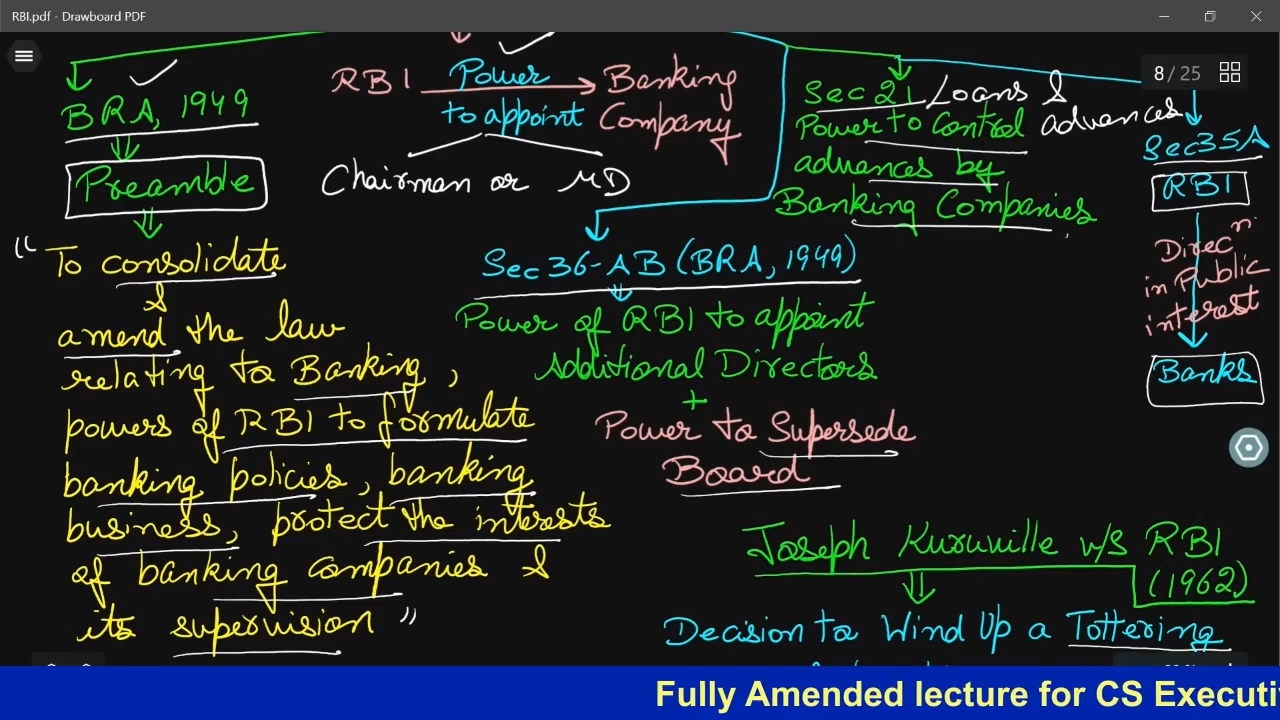 RBI.pdf - Drawboard PDF
8 / 25
BRA, 1949
Preamble
"To consolidate
&
amend the law
relating to Banking,
powers of RBI to formulate
banking policies, banking
business, protect the interests
of banking companies &
its supervision"
RBI Power to appoint Banking Company
Chairman or MD
Sec 36-AB (BRA, 1949)
Power of RBI to appoint
Additional Directors
+
Power to Supersede
Board
Sec 21 Loans & advances
Power to Control
advances by
Banking Companies
Sec 35A
RBI
Direcn
in Public
interest
Banks
Joseph Kuruville v/s RBI
(1962)
Decision to Wind Up a Tottering
Fully Amended lecture for CS Executi